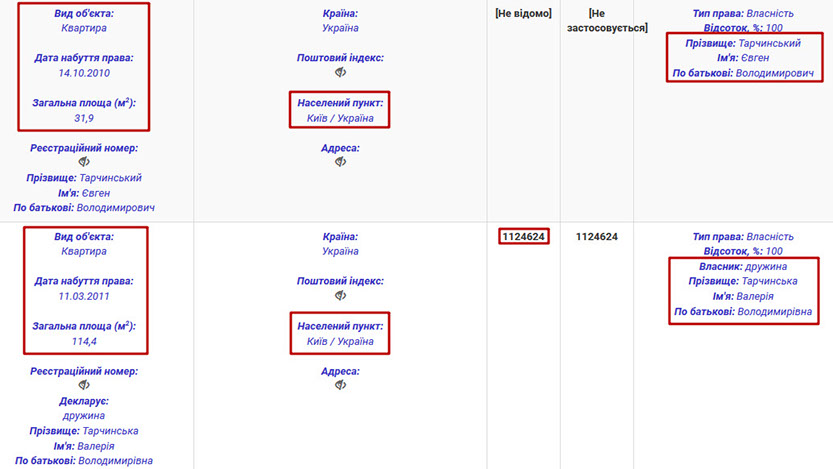 Вид об'єкта:
Квартира
Дата набуття права:
14.10.2010
Загальна площа (м²):
31,9
Реєстраційний номер:
Прізвище: Тарчинський
Ім'я: Євген
По батькові: Володимирович
Країна:
Україна
Поштовий індекс:
Населений пункт:
Київ / Україна
Адреса:
[Не відомо]
[Не
застосовується]
Тип права: Власність
Відсоток, %: 100
Прізвище: Тарчинський
Ім'я: Євген
По батькові: Володимирович
Вид об'єкта:
Квартира
Дата набуття права:
11.03.2011
Загальна площа (м²):
114,4
Реєстраційний номер:
Декларує:
дружина
Прізвище: Тарчинська
Ім'я: Валерія
По батькові: Володимирівна
Країна:
Україна
Поштовий індекс:
Населений пункт:
Київ / Україна
Адреса:
1124624
1124624
Тип права: Власність
Відсоток, %: 100
Власник: дружина
Прізвище: Тарчинська
Ім'я: Валерія
По батькові: Володимирівна